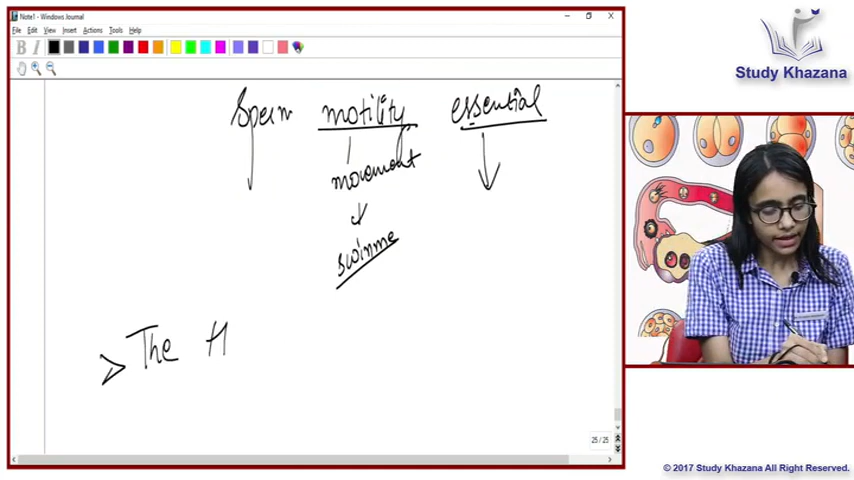 Note1 - Windows Journal
File Edit View Insert Actions Tools Help
B I
Sperm motility essential
movement
swimme
The H
25 / 25
Study Khazana
© 2017 Study Khazana All Rights Reserved.